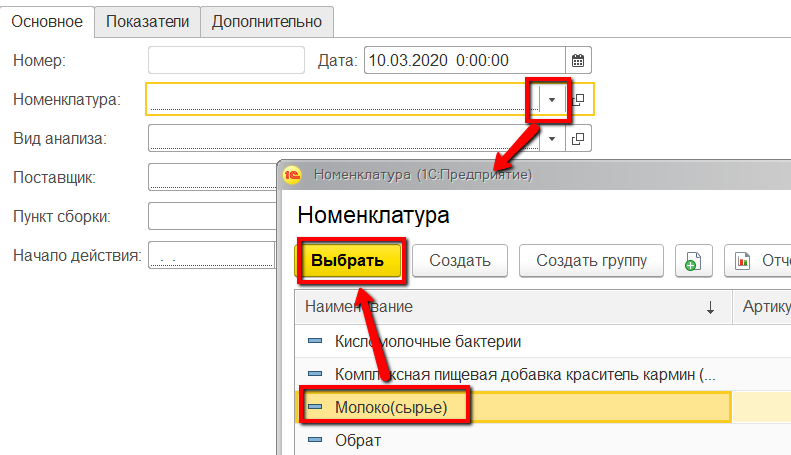 Основное Показатели Дополнительно
Номер: Дата: 10.03.2020 0:00:00
Номенклатура:
Вид анализа:
Поставщик:
1С Номенклатура (1С:Предприятие)
Пункт сборки:
Номенклатура
Начало действия: . .
Выбрать Создать Создать группу Отче
Наименование Артику
Кисломолочные бактерии
Комплексная пищевая добавка краситель кармин (...
Молоко(сырье)
Обрат